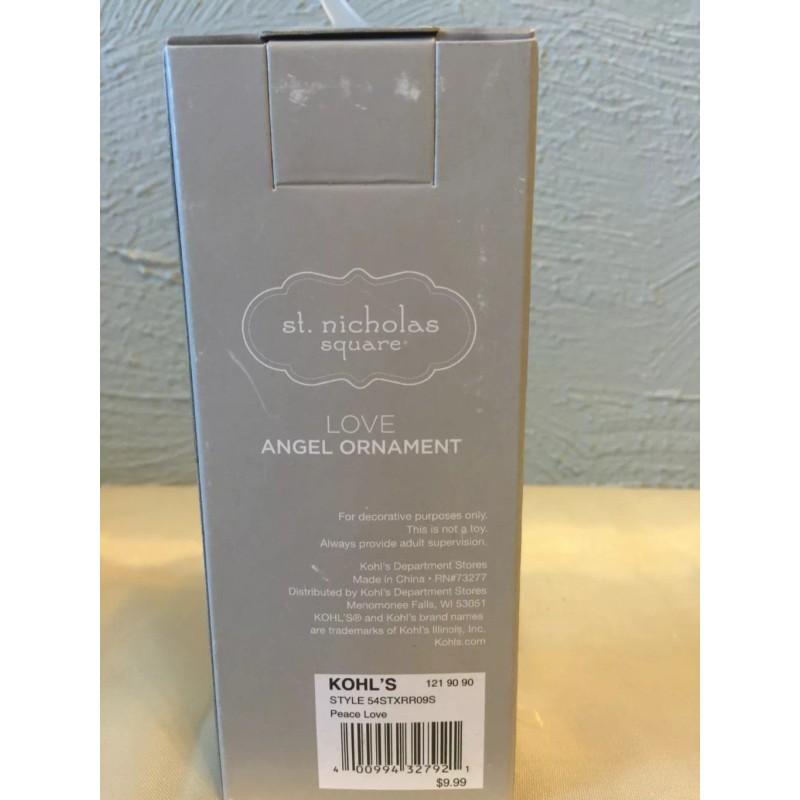 st. nicholas
square®
LOVE
ANGEL ORNAMENT
For decorative purposes only.
This is not a toy.
Always provide adult supervision.
Kohl's Department Stores
Made in China • RN#73277
Distributed by Kohl's Department Stores
Menomonee Falls, WI 53051
KOHL'S® and Kohl's brand names
are trademarks of Kohl's Illinois, Inc.
Kohls.com
KOHL'S 121 90 90
STYLE 54STXRR09S
Peace Love
4 00994 32792 1
$9.99